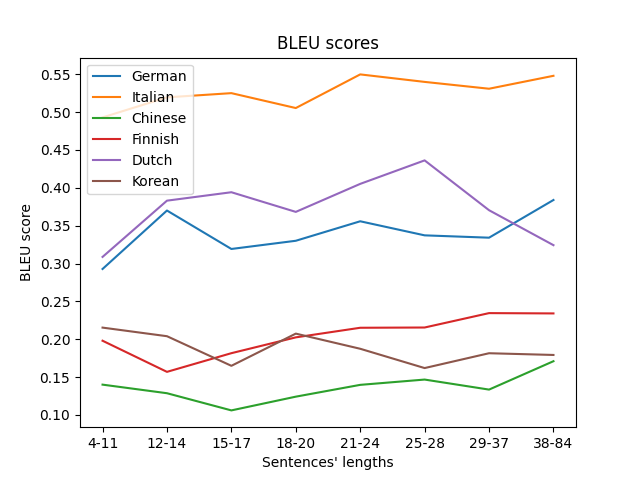 BLEU scores
German
Italian
Chinese
Finnish
Dutch
Korean
0.55
0.50
0.45
0.40
0.35
0.30
0.25
0.20
0.15
0.10
BLEU score
4-11 12-14 15-17 18-20 21-24 25-28 29-37 38-84
Sentences' lengths